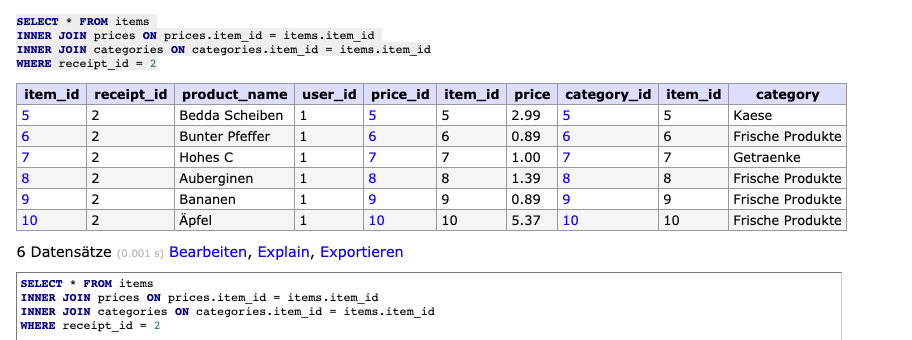 SELECT * FROM items
INNER JOIN prices ON prices.item_id = items.item_id
INNER JOIN categories ON categories.item_id = items.item_id
WHERE receipt_id = 2
item_id receipt_id product_name user_id price_id item_id price category_id item_id category
5 2 Bedda Scheiben 1 5 5 2.99 5 5 Kaese
6 2 Bunter Pfeffer 1 6 6 0.89 6 6 Frische Produkte
7 2 Hohes C 1 7 7 1.00 7 7 Getraenke
8 2 Auberginen 1 8 8 1.39 8 8 Frische Produkte
9 2 Bananen 1 9 9 0.89 9 9 Frische Produkte
10 2 Äpfel 1 10 10 5.37 10 10 Frische Produkte
6 Datensätze (0.001 s) Bearbeiten, Explain, Exportieren
SELECT * FROM items
INNER JOIN prices ON prices.item_id = items.item_id
INNER JOIN categories ON categories.item_id = items.item_id
WHERE receipt_id = 2